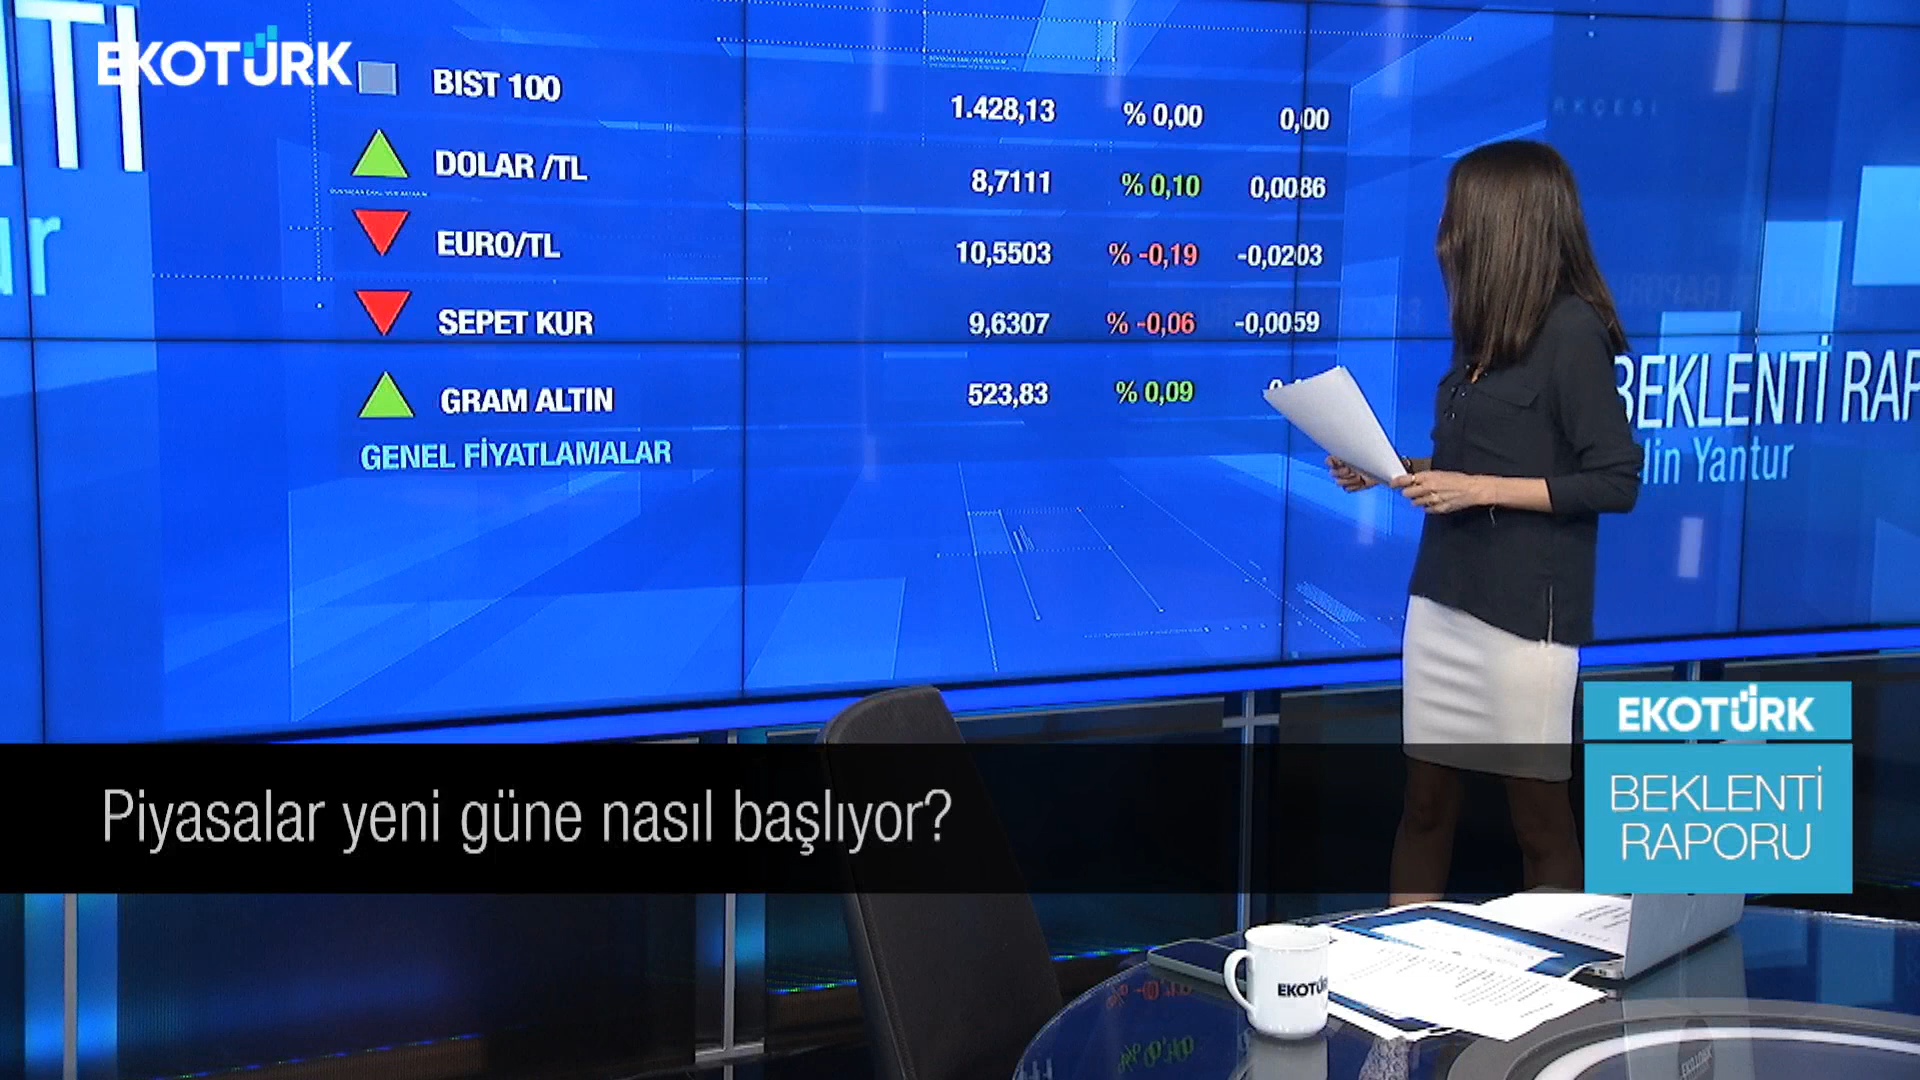 EKOTÜRK
BIST 100 1.428,13 % 0,00 0,00
DOLAR /TL 8,7111 % 0,10 0,0086
EURO/TL 10,5503 % -0,19 -0,0203
SEPET KUR 9,6307 % -0,06 -0,0059
GRAM ALTIN 523,83 % 0,09
GENEL FİYATLAMALAR
BEKLENTİ RAP
lin Yantur
Piyasalar yeni güne nasıl başlıyor?
EKOTÜRK
BEKLENTİ
RAPORU
EKOTÜR